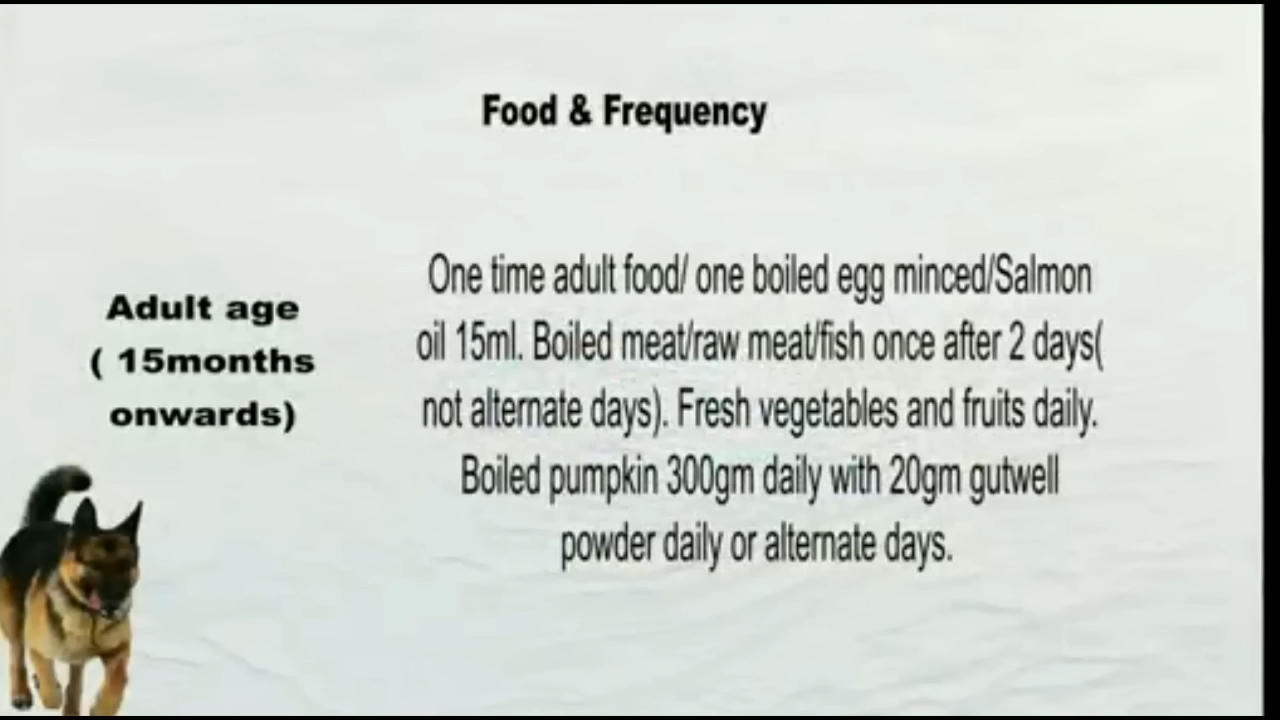 Food & Frequency
Adult age
( 15months
onwards)
One time adult food/ one boiled egg minced/Salmon
oil 15ml. Boiled meat/raw meat/fish once after 2 days(
not alternate days). Fresh vegetables and fruits daily.
Boiled pumpkin 300gm daily with 20gm gutwell
powder daily or alternate days.